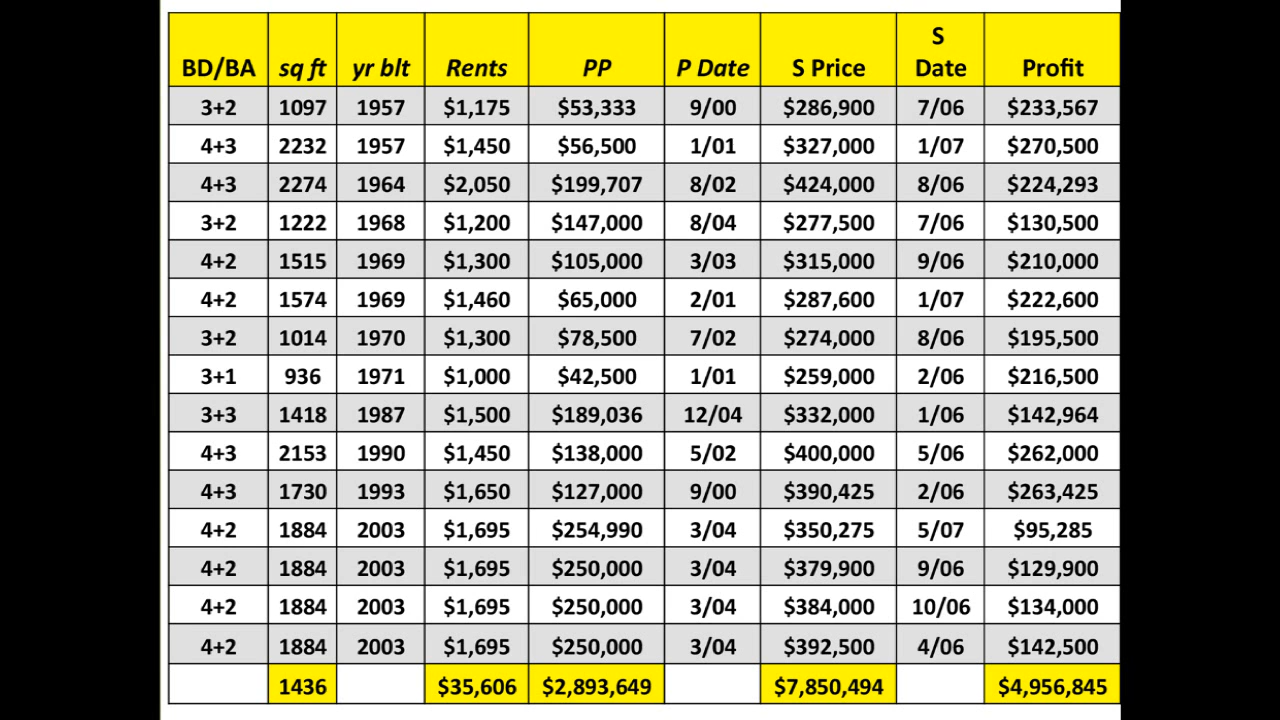 BD/BA sq ft yr blt Rents PP P Date S Price S Date Profit
3+2 1097 1957 $1,175 $53,333 9/00 $286,900 7/06 $233,567
4+3 2232 1957 $1,450 $56,500 1/01 $327,000 1/07 $270,500
4+3 2274 1964 $2,050 $199,707 8/02 $424,000 8/06 $224,293
3+2 1222 1968 $1,200 $147,000 8/04 $277,500 7/06 $130,500
4+2 1515 1969 $1,300 $105,000 3/03 $315,000 9/06 $210,000
4+2 1574 1969 $1,460 $65,000 2/01 $287,600 1/07 $222,600
3+2 1014 1970 $1,300 $78,500 7/02 $274,000 8/06 $195,500
3+1 936 1971 $1,000 $42,500 1/01 $259,000 2/06 $216,500
3+3 1418 1987 $1,500 $189,036 12/04 $332,000 1/06 $142,964
4+3 2153 1990 $1,450 $138,000 5/02 $400,000 5/06 $262,000
4+3 1730 1993 $1,650 $127,000 9/00 $390,425 2/06 $263,425
4+2 1884 2003 $1,695 $254,990 3/04 $350,275 5/07 $95,285
4+2 1884 2003 $1,695 $250,000 3/04 $379,900 9/06 $129,900
4+2 1884 2003 $1,695 $250,000 3/04 $384,000 10/06 $134,000
4+2 1884 2003 $1,695 $250,000 3/04 $392,500 4/06 $142,500
1436 $35,606 $2,893,649 $7,850,494 $4,956,845